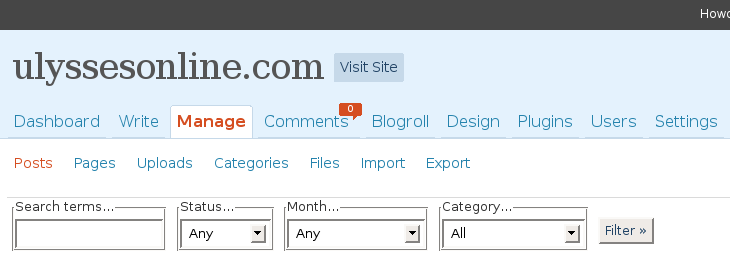 Howd
ulyssesonline.com Visit Site
0
Dashboard Write Manage Comments Blogroll Design Plugins Users Settings
Posts Pages Uploads Categories Files Import Export
Search terms... Status... Month... Category...
Any Any All Filter »